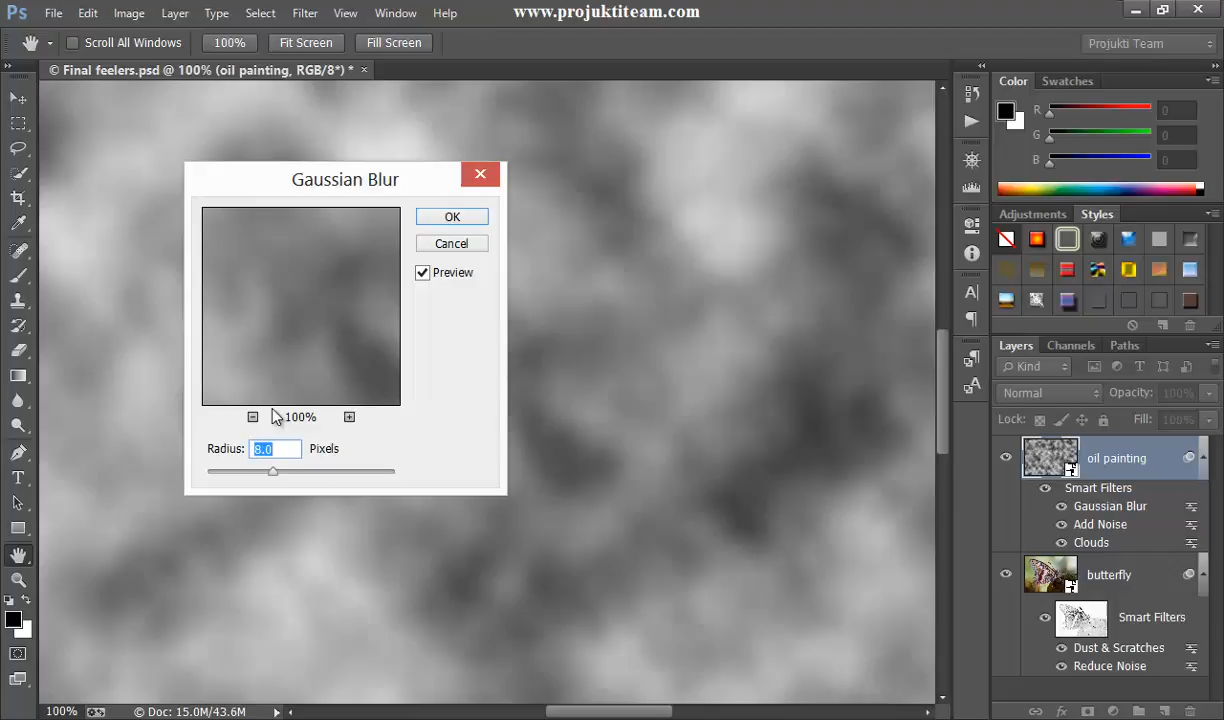 Ps File Edit Image Layer Type Select Filter View Window Help www.projuktiteam.com
Scroll All Windows 100% Fit Screen Fill Screen Projukti Team
© Final feelers.psd @ 100% (oil painting, RGB/8*) *
Color Swatches
R 0
G 0
B 0
Gaussian Blur
OK
Cancel
Preview
100%
Radius: 8.0 Pixels
Adjustments Styles
Layers Channels Paths
Kind
Normal Opacity: 100%
Lock: Fill: 100%
oil painting
Smart Filters
Gaussian Blur
Add Noise
Clouds
butterfly
Smart Filters
Dust & Scratches
Reduce Noise
100% © Doc: 15.0M/43.6M